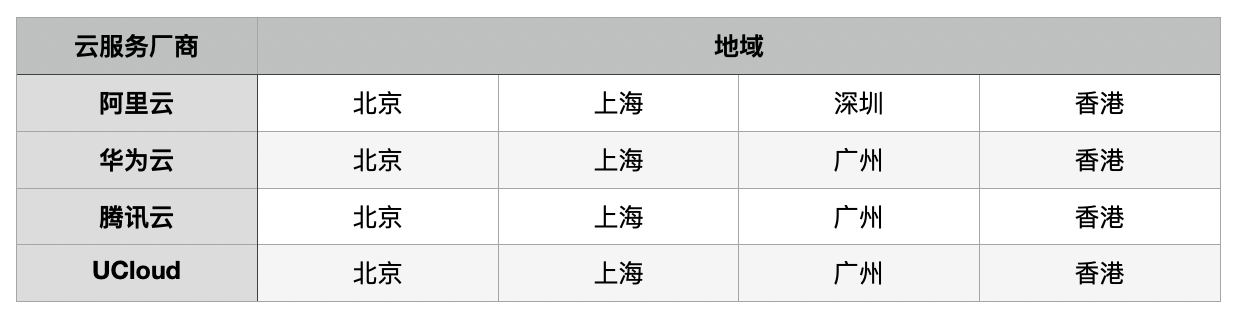 云服务厂商 地域
阿里云 北京 上海 深圳 香港
华为云 北京 上海 广州 香港
腾讯云 北京 上海 广州 香港
UCloud 北京 上海 广州 香港